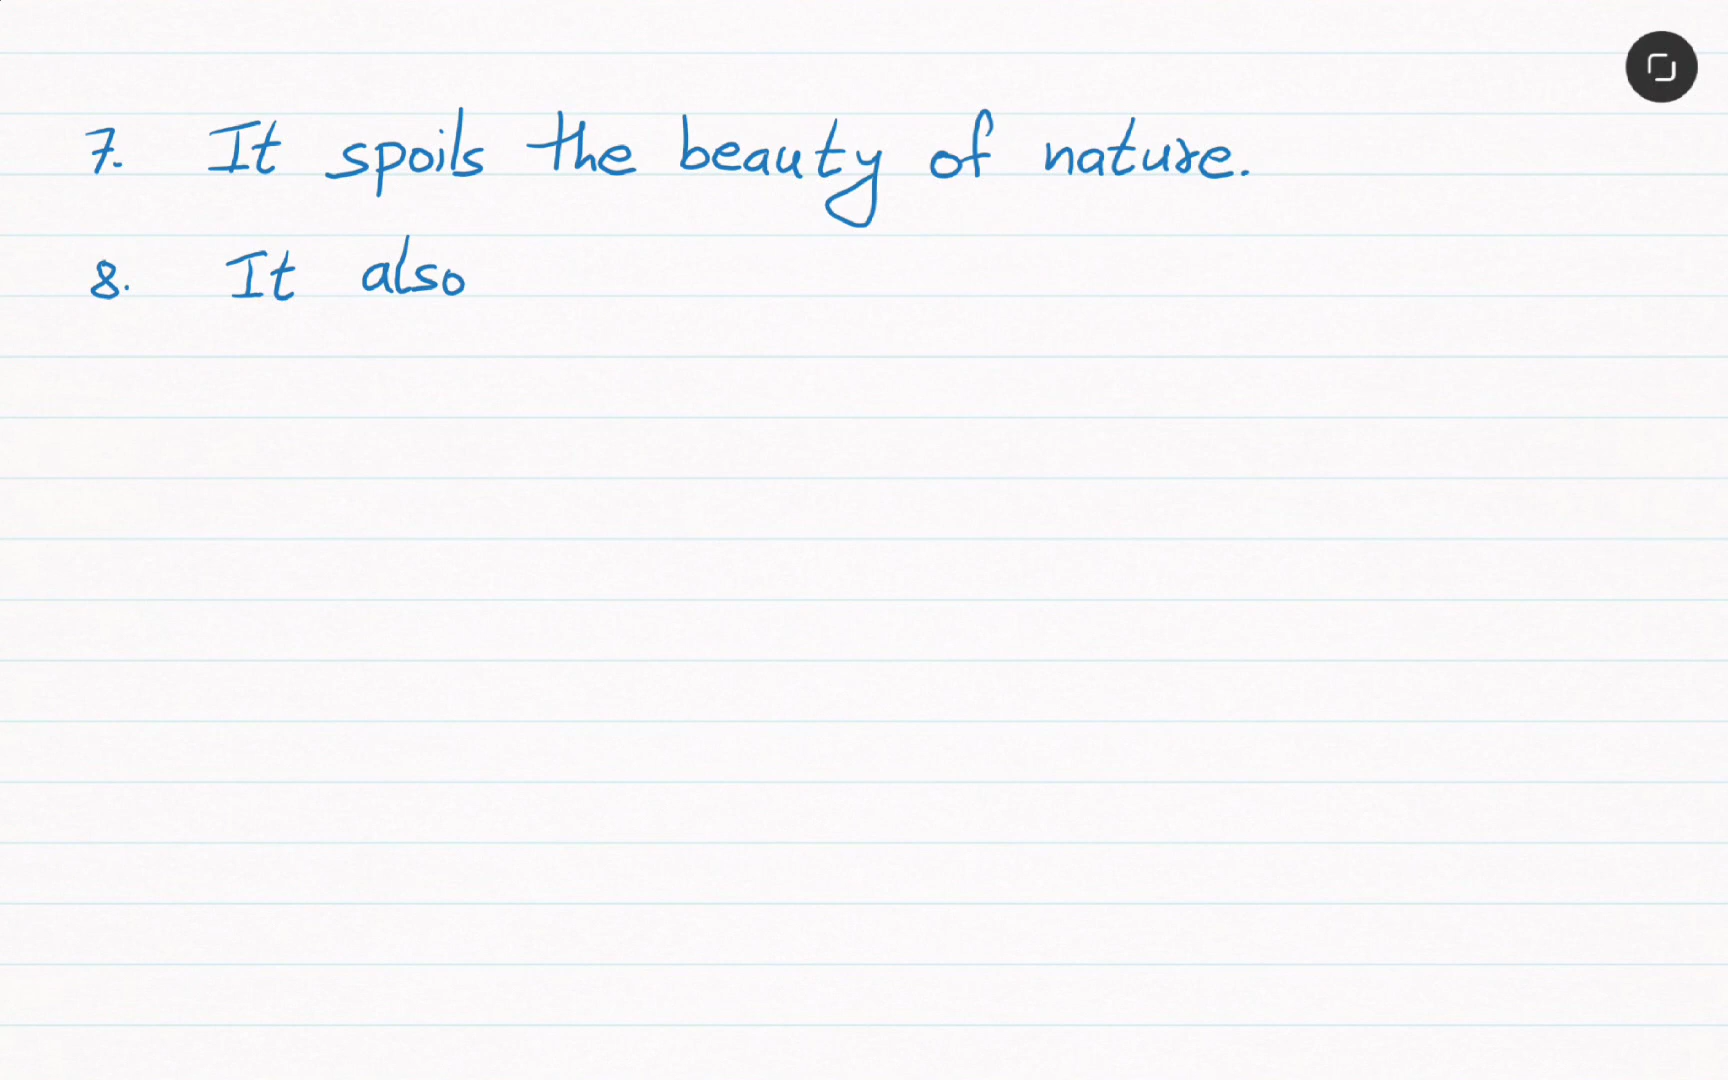 7. It spoils the beauty of nature.
8. It also